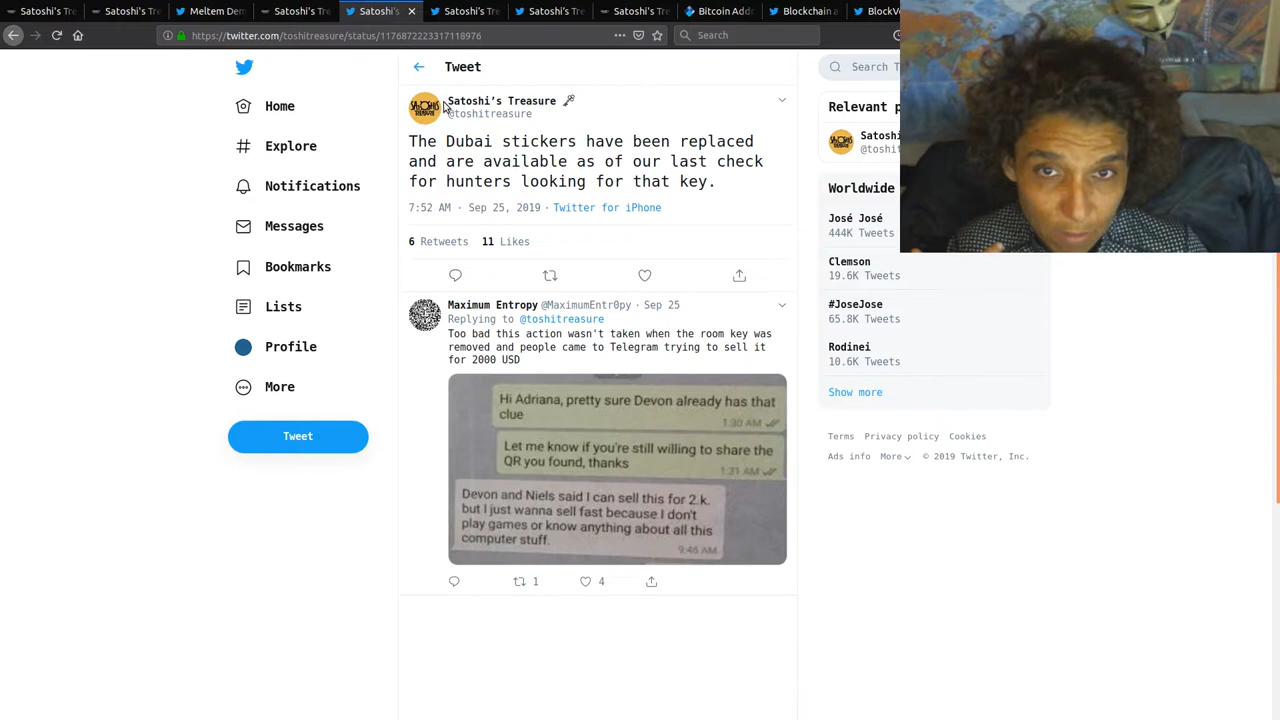 Satoshi's Tre
Satoshi's Tre
Meltem Dem
Satoshi's Tre
Satoshi's
Satoshi's Tre
Satoshi's Tre
Satoshi's Tre
Bitcoin Addr
Blockchain a
BlockV
https://twitter.com/toshitreasure/status/1176872223317118976
Search
Home
Explore
Notifications
Messages
Bookmarks
Lists
Profile
More
Tweet
Tweet
SATOSHI'S TREASURE
Satoshi's Treasure
@toshitreasure
The Dubai stickers have been replaced
and are available as of our last check
for hunters looking for that key.
7:52 AM · Sep 25, 2019 · Twitter for iPhone
6 Retweets 11 Likes
Maximum Entropy @MaximumEntr0py · Sep 25
Replying to @toshitreasure
Too bad this action wasn't taken when the room key was
removed and people came to Telegram trying to sell it
for 2000 USD
Hi Adriana, pretty sure Devon already has that
clue
1:30 AM
Let me know if you're still willing to share the
QR you found, thanks
1:31 AM
Devon and Niels said I can sell this for 2.k.
but I just wanna sell fast because I don't
play games or know anything about all this
computer stuff.
9:46 AM
1
4
Search T
Relevant p
Satoshi
@toshit
Worldwide
José José
444K Tweets
Clemson
19.6K Tweets
#JoseJose
65.8K Tweets
Rodinei
10.6K Tweets
Show more
Terms Privacy policy Cookies
Ads info More © 2019 Twitter, Inc.